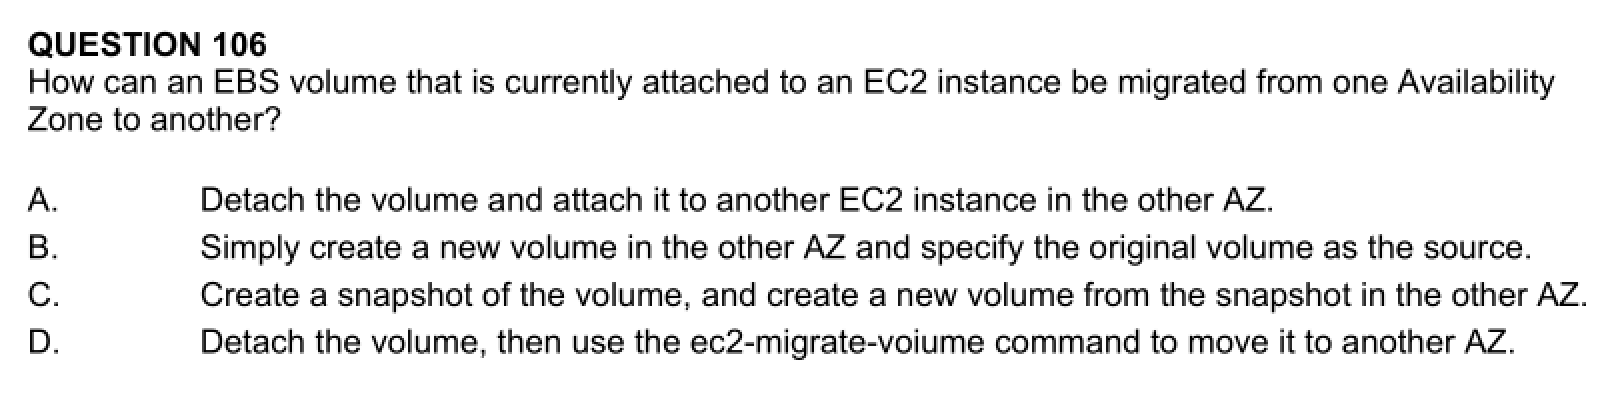 QUESTION 106
How can an EBS volume that is currently attached to an EC2 instance be migrated from one Availability
Zone to another?
A. Detach the volume and attach it to another EC2 instance in the other AZ.
B. Simply create a new volume in the other AZ and specify the original volume as the source.
C. Create a snapshot of the volume, and create a new volume from the snapshot in the other AZ.
D. Detach the volume, then use the ec2-migrate-voiume command to move it to another AZ.